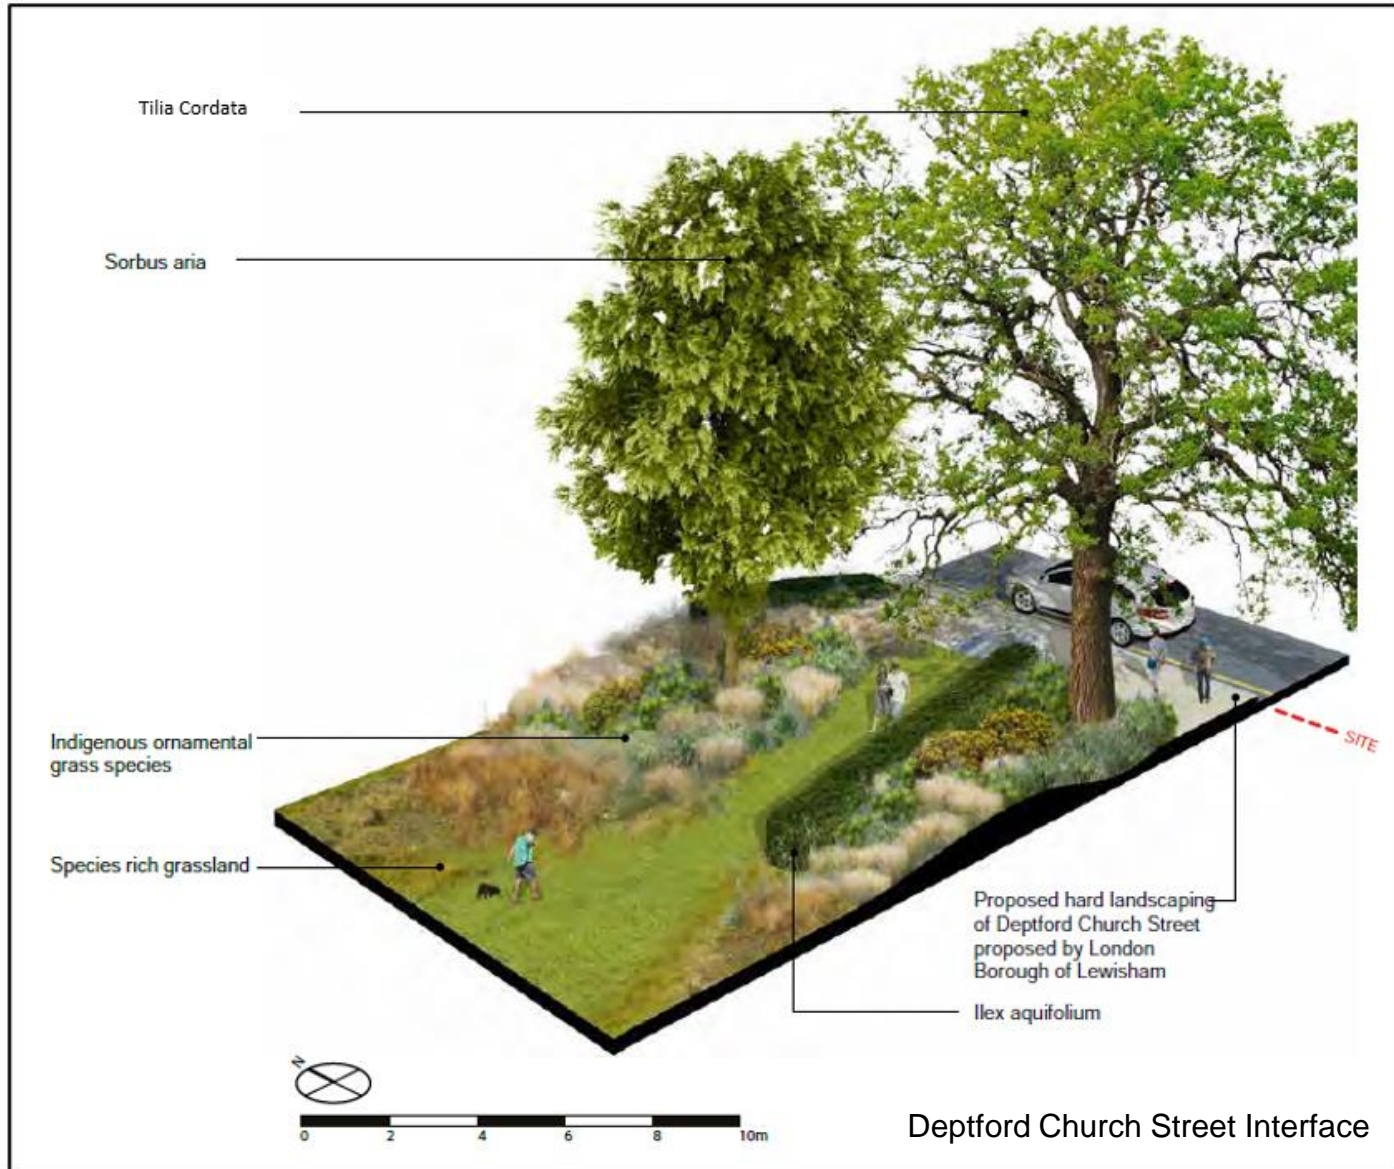 Tilia Cordata
Sorbus aria
Indigenous ornamental
grass species
Species rich grassland
SITE
Proposed hard landscaping
of Deptford Church Street
proposed by London
Borough of Lewisham
Ilex aquifolium
N
0 2 4 6 8 10m
Deptford Church Street Interface